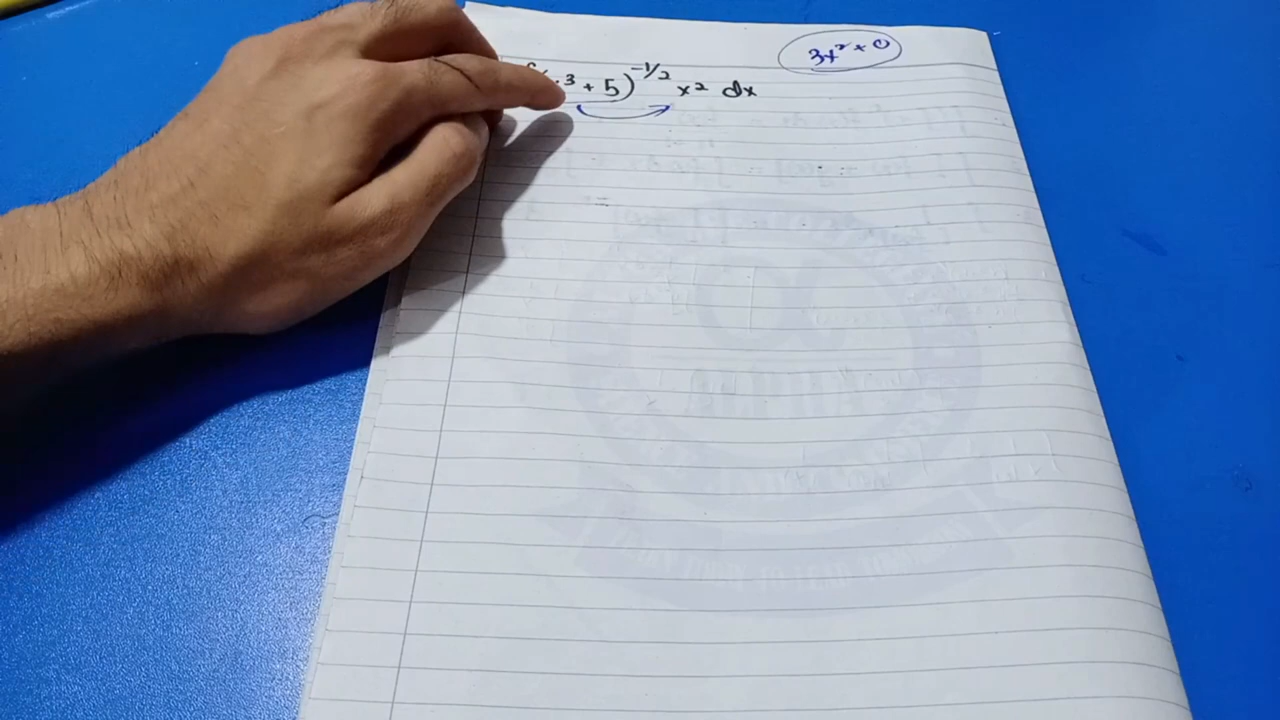 3x² + 0
³ + 5)^-1/2 x² dx